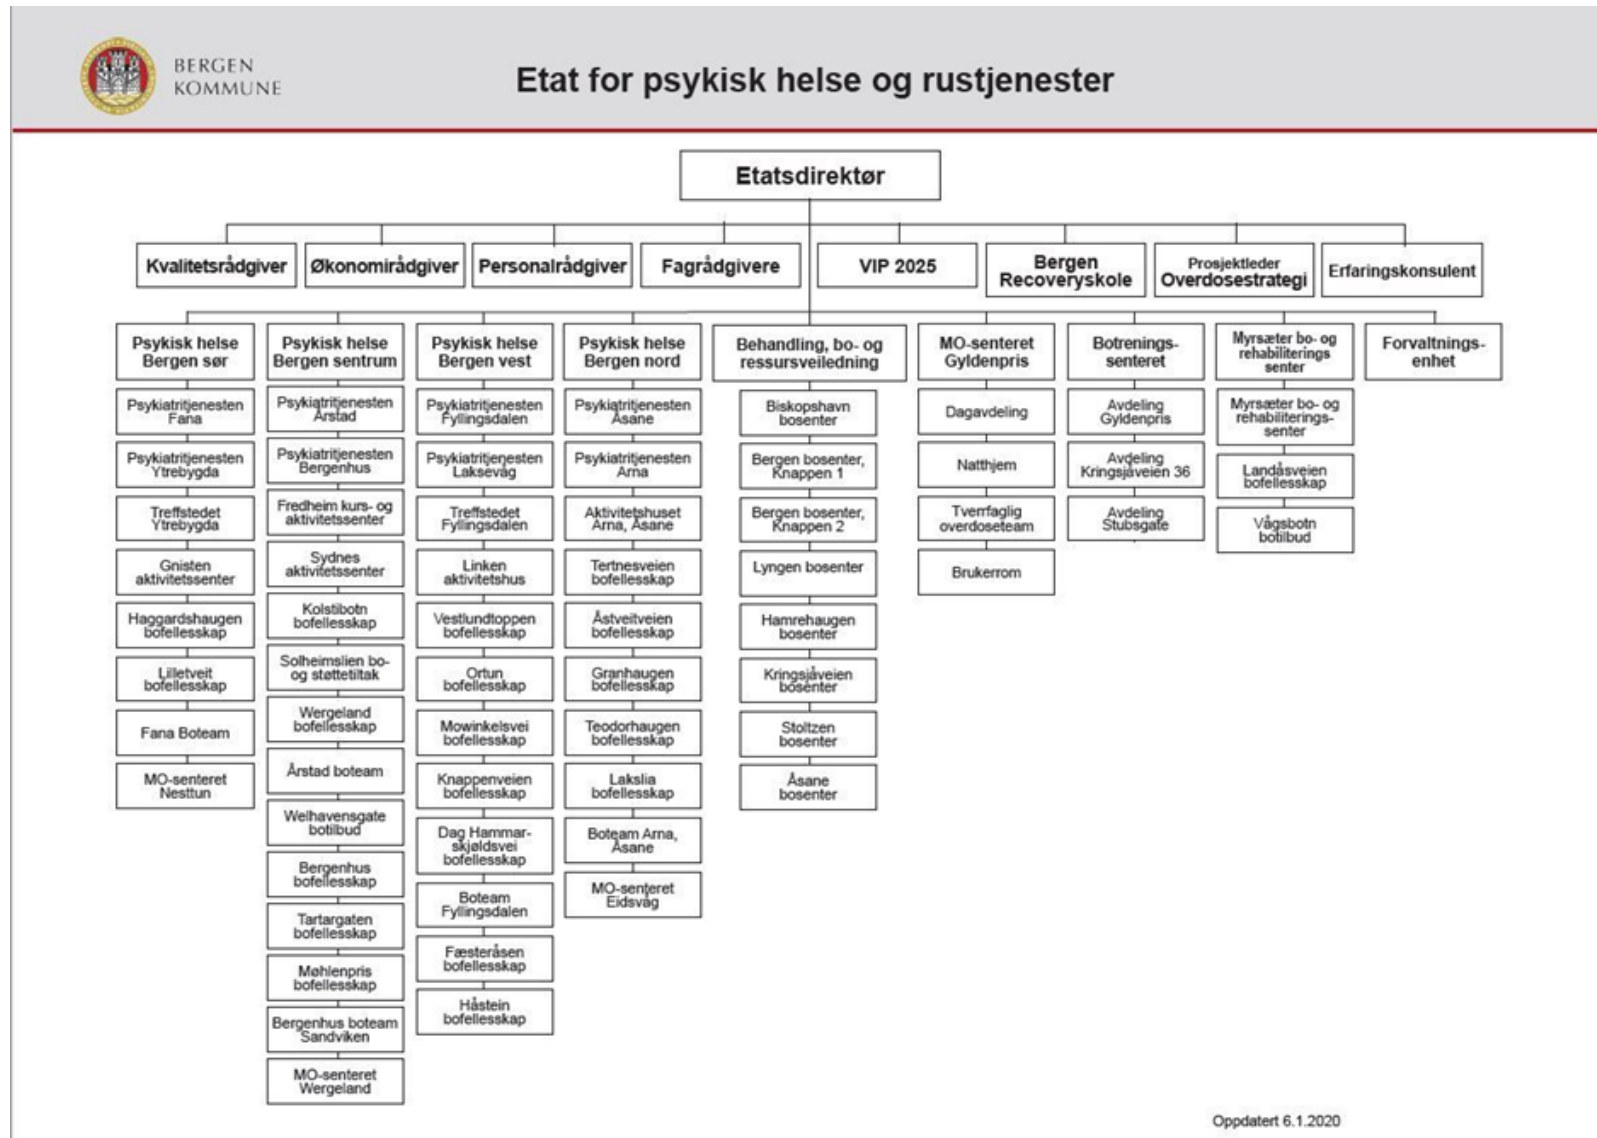 BERGEN
KOMMUNE
Etat for psykisk helse og rustjenester
Etatsdirektør
Kvalitetsrådgiver
Økonomirådgiver
Personalrådgiver
Fagrådgivere
VIP 2025
Bergen
Recoveryskole
Prosjektleder
Overdosestrategi
Erfaringskonsulent
Psykisk helse
Bergen sør
Psykiatritjenesten
Fana
Psykiatritjenesten
Ytrebygda
Treffstedet
Ytrebygda
Gnisten
aktivitetssenter
Haggardshaugen
bofellesskap
Lilletveit
bofellesskap
Fana Boteam
MO-senteret
Nesttun
Psykisk helse
Bergen sentrum
Psykiatritjenesten
Årstad
Psykiatritjenesten
Bergenhus
Fredheim kurs- og
aktivitetssenter
Sydnes
aktivitetssenter
Kolstibotn
bofellesskap
Solheimslien bo-
og støttetiltak
Wergeland
bofellesskap
Årstad boteam
Welhavensgate
botilbud
Bergenhus
bofellesskap
Tartargaten
bofellesskap
Møhlenpris
bofellesskap
Bergenhus boteam
Sandviken
MO-senteret
Wergeland
Psykisk helse
Bergen vest
Psykiatritjenesten
Fyllingsdalen
Psykiatritjenesten
Laksevåg
Treffstedet
Fyllingsdalen
Linken
aktivitetshus
Vestlundtoppen
bofellesskap
Ortun
bofellesskap
Mowinkelsvei
bofellesskap
Knappenveien
bofellesskap
Dag Hammar-
skjøldsvei
bofellesskap
Boteam
Fyllingsdalen
Fæsteråsen
bofellesskap
Håstein
bofellesskap
Psykisk helse
Bergen nord
Psykiatritjenesten
Åsane
Psykiatritjenesten
Arna
Aktivitetshuset
Arna, Åsane
Tertnesveien
bofellesskap
Åstveitveien
bofellesskap
Granhaugen
bofellesskap
Teodorhaugen
bofellesskap
Lakslia
bofellesskap
Boteam Arna,
Åsane
MO-senteret
Eidsvåg
Behandling, bo- og
ressursveiledning
Biskopshavn
bosenter
Bergen bosenter,
Knappen 1
Bergen bosenter,
Knappen 2
Lyngen bosenter
Hamrehaugen
bosenter
Kringsjåveien
bosenter
Stoltzen
bosenter
Åsane
bosenter
MO-senteret
Gyldenpris
Dagavdeling
Natthjem
Tverrfaglig
overdoseteam
Brukerrom
Botrenings-
senteret
Avdeling
Gyldenpris
Avdeling
Kringsjåveien 36
Avdeling
Stubsgate
Myrsæter bo- og
rehabiliterings
senter
Myrsæter bo- og
rehabiliterings-
senter
Landåsveien
bofellesskap
Vågsbotn
botilbud
Forvaltnings-
enhet
Oppdatert 6.1.2020